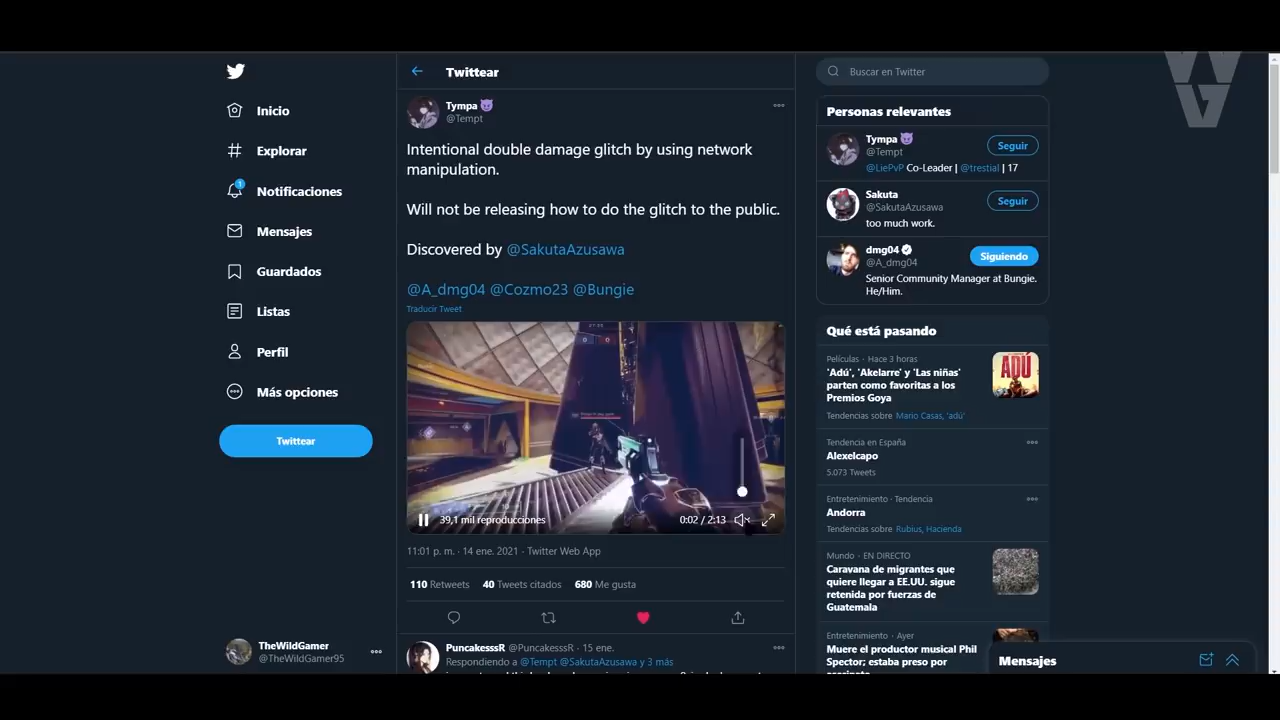 WG
Inicio
Explorar
1
Notificaciones
Mensajes
Guardados
Listas
Perfil
Más opciones
Twittear
TheWildGamer
@TheWildGamer95
Twittear
Tympa
@Tempt
Intentional double damage glitch by using network
manipulation.
Will not be releasing how to do the glitch to the public.
Discovered by @SakutaAzusawa
@A_dmg04 @Cozmo23 @Bungie
Traducir Tweet
0 0
39,1 mil reproducciones
0:02 / 2:13
11:01 p. m. · 14 ene. 2021 · Twitter Web App
110 Retweets 40 Tweets citados 680 Me gusta
PuncakesssR @PuncakesssR · 15 ene.
Respondiendo a @Tempt @SakutaAzusawa y 3 más
Buscar en Twitter
Personas relevantes
Tympa
@Tempt
Seguir
@LiePvP Co-Leader | @trestial | 17
Sakuta
@SakutaAzusawa
Seguir
too much work.
dmg04
@A_dmg04
Siguiendo
Senior Community Manager at Bungie.
He/Him.
Qué está pasando
Películas · Hace 3 horas
'Adú', 'Akelarre' y 'Las niñas'
parten como favoritas a los
Premios Goya
ADÚ
Tendencias sobre Mario Casas, 'adú'
Tendencia en España
Alexelcapo
5.073 Tweets
Entretenimiento · Tendencia
Andorra
Tendencias sobre Rubius, Hacienda
Mundo · EN DIRECTO
Caravana de migrantes que
quiere llegar a EE.UU. sigue
retenida por fuerzas de
Guatemala
Entretenimiento · Ayer
Muere el productor musical Phil
Spector; estaba preso por
Mensajes